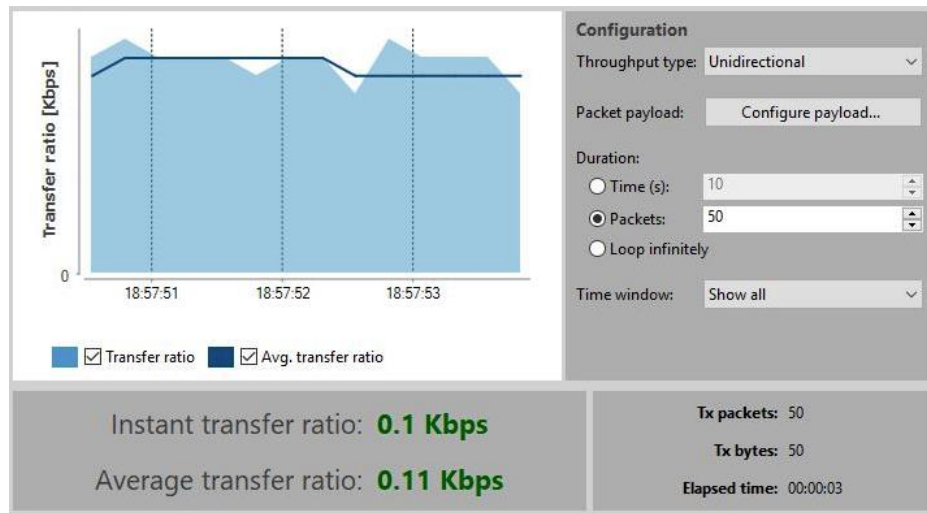 Transfer ratio [Kbps]
0
18:57:51 18:57:52 18:57:53
Transfer ratio Avg. transfer ratio
Configuration
Throughput type: Unidirectional
Packet payload: Configure payload...
Duration:
Time (s): 10
Packets: 50
Loop infinitely
Time window: Show all
Instant transfer ratio: 0.1 Kbps
Average transfer ratio: 0.11 Kbps
Tx packets: 50
Tx bytes: 50
Elapsed time: 00:00:03